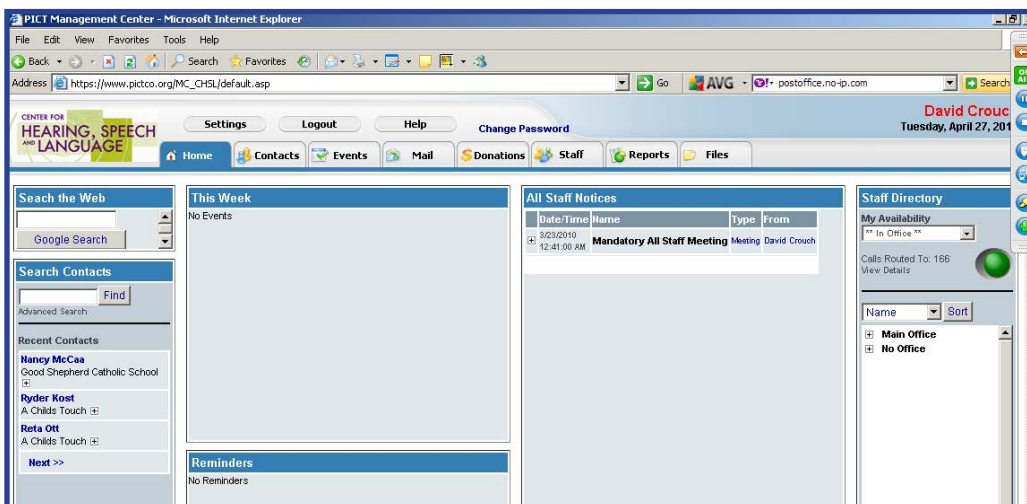 PICT Management Center - Microsoft Internet Explorer
File Edit View Favorites Tools Help
Back Search Favorites
Address https://www.pictco.org/MC_CHSL/default.asp Go AVG postoffice.no-ip.com Search
CENTER FOR
HEARING, SPEECH
AND LANGUAGE
Settings Logout Help Change Password
David Crouc
Tuesday, April 27, 201
Home Contacts Events Mail Donations Staff Reports Files
Seach the Web
Google Search
Search Contacts
Find
Advanced Search
Recent Contacts
Nancy McCaa
Good Shepherd Catholic School
Ryder Kost
A Childs Touch
Reta Ott
A Childs Touch
Next >>
This Week
No Events
Reminders
No Reminders
All Staff Notices
Date/Time Name Type From
3/23/2010
12:41:00 AM Mandatory All Staff Meeting Meeting David Crouch
Staff Directory
My Availability
** In Office **
Calls Routed To: 166
View Details
Name Sort
Main Office
No Office